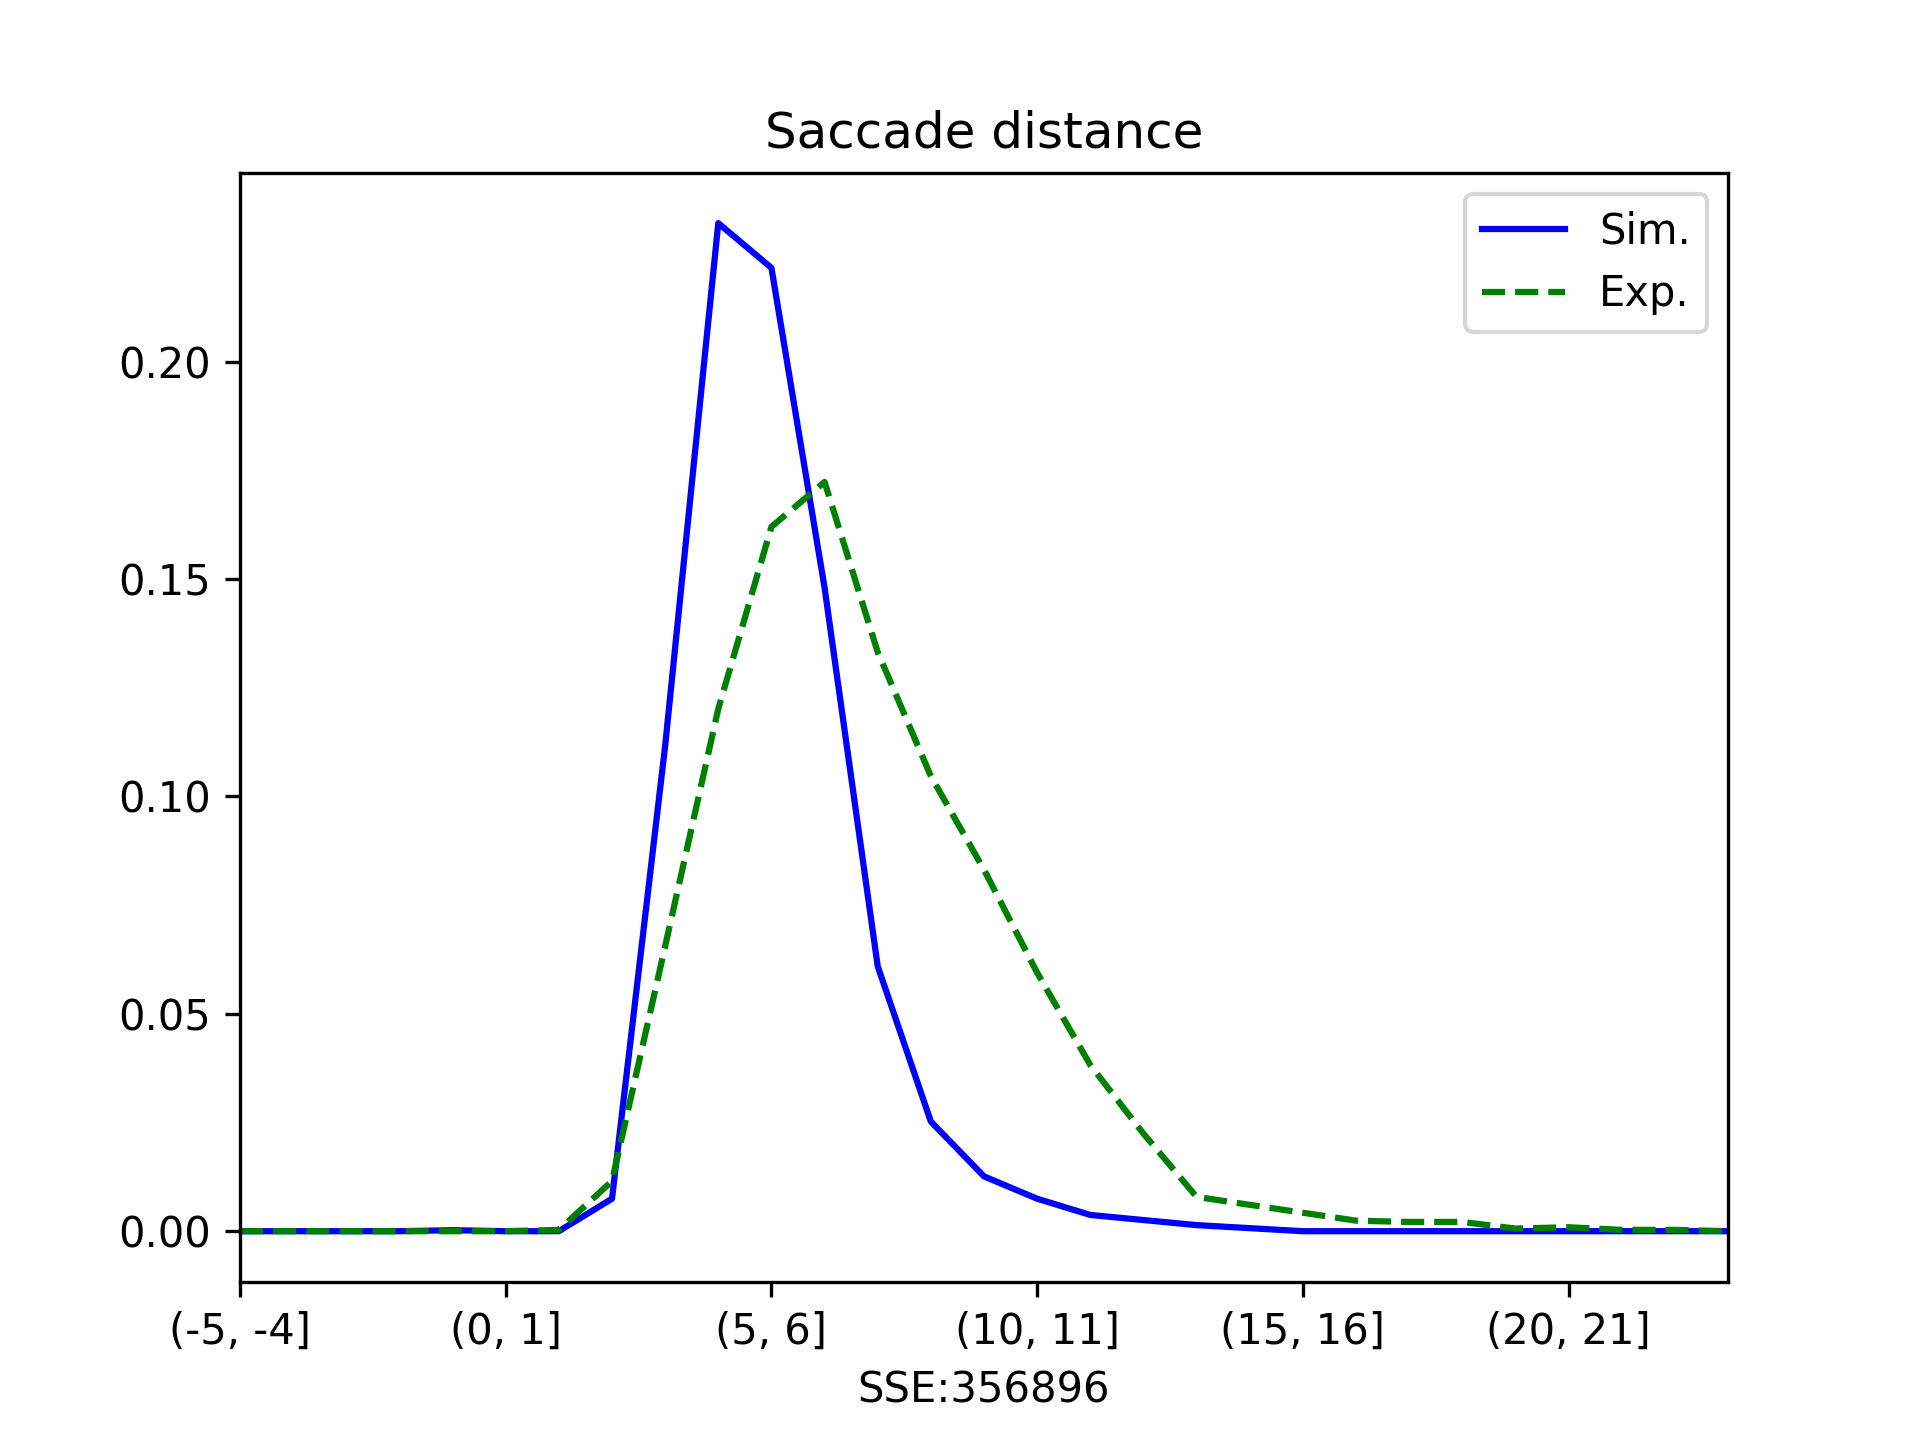 Saccade distance
Sim.
Exp.
0.20
0.15
0.10
0.05
0.00
(-5, -4] (0, 1] (5, 6] (10, 11] (15, 16] (20, 21]
SSE:356896